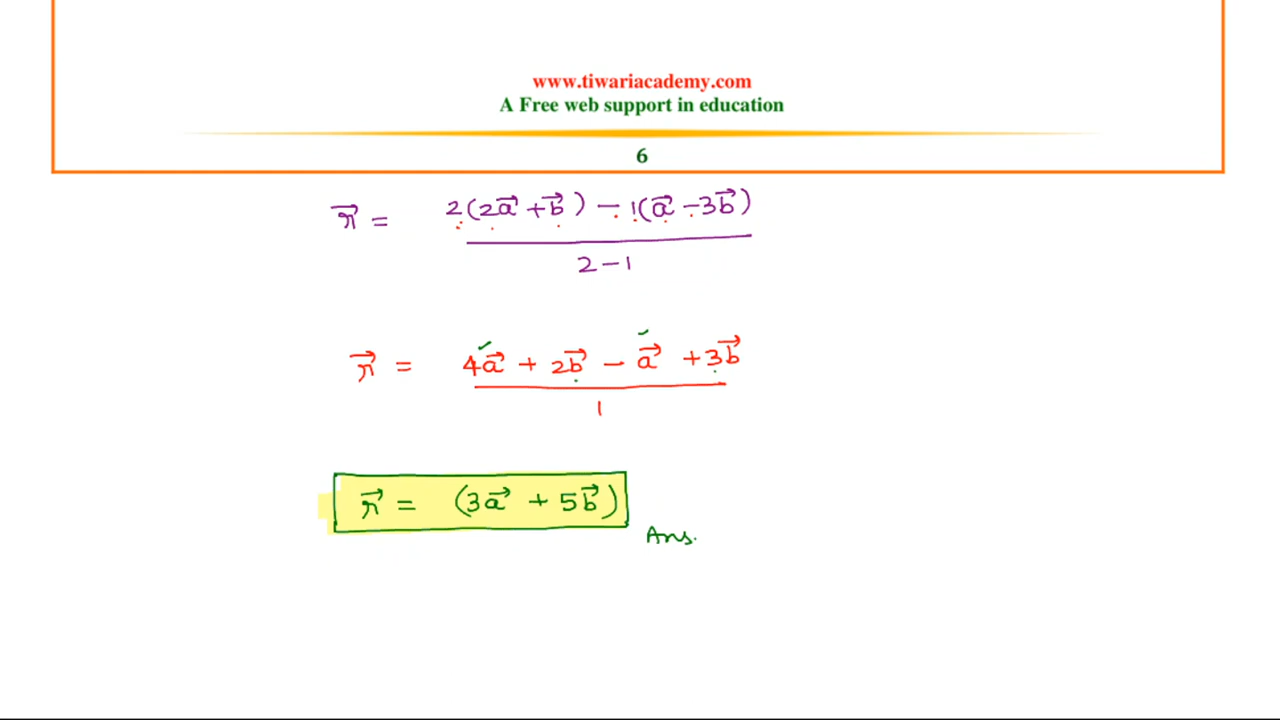 www.tiwariacademy.com
A Free web support in education
6
r⃗ = 2(2a⃗ + b⃗) − 1(a⃗ − 3b⃗)
2 − 1
r⃗ = 4a⃗ + 2b⃗ − a⃗ + 3b⃗
1
r⃗ = (3a⃗ + 5b⃗)
Ans.